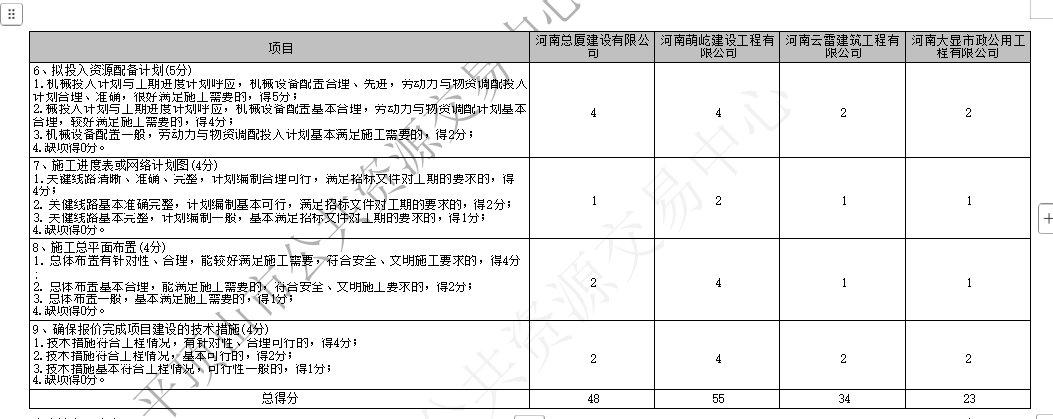 项目 河南总厦建设有限公司 河南萌屹建设工程有限公司 河南云雷建筑工程有限公司 河南大显市政公用工程有限公司
6、拟投入资源配备计划(5分)
1.机械投入计划与工期进度计划呼应，机械设备配置合理、先进，劳动力与物资调配投入
计划合理、准确，很好满足施工需要的，得5分；
2.械投入计划与工期进度计划呼应，机械设备配置基本合理，劳动力与物资调配计划基本
合理，较好满足施工需要的，得4分；
3.机械设备配置一般，劳动力与物资调配投入计划基本满足施工需要的，得2分；
4.缺项得0分。
4 4 2 2
7、施工进度表或网络计划图(4分)
1.关键线路清晰、准确、完整，计划编制合理可行，满足招标文件对工期的要求的，得
4分；
2. 关键线路基本准确完整，计划编制基本可行，满足招标文件对工期的要求的，得2分；
3. 关键线路基本完整，计划编制一般，基本满足招标文件对工期的要求的，得1分；
4.缺项得0分。
1 2 1 1
8、施工总平面布置(4分)
1. 总体布置有针对性、合理，能较好满足施工需要，符合安全、文明施工要求的，得4分
；
2. 总体布置基本合理，能满足施工需要的，符合安全、文明施工要求的，得2分；
3. 总体布置一般，基本满足施工需要的，得1分；
4.缺项得0分。
2 4 1 1
9、确保报价完成项目建设的技术措施(4分)
1.技术措施符合工程情况，有针对性、合理可行的，得4分；
2.技术措施符合工程情况，基本可行的，得2分；
3.技术措施基本符合工程情况，可行性一般的，得1分；
4.缺项得0分。
2 4 2 2
总得分 48 55 34 23
平顶山市公共资源交易中心
公共资源交易中心